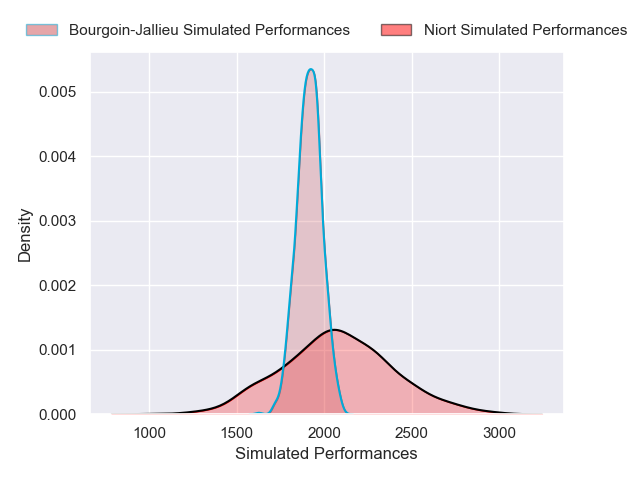 Bourgoin-Jallieu Simulated Performances Niort Simulated Performances
0.005
0.004
0.003
0.002
0.001
0.000
Density
1000 1500 2000 2500 3000
Simulated Performances